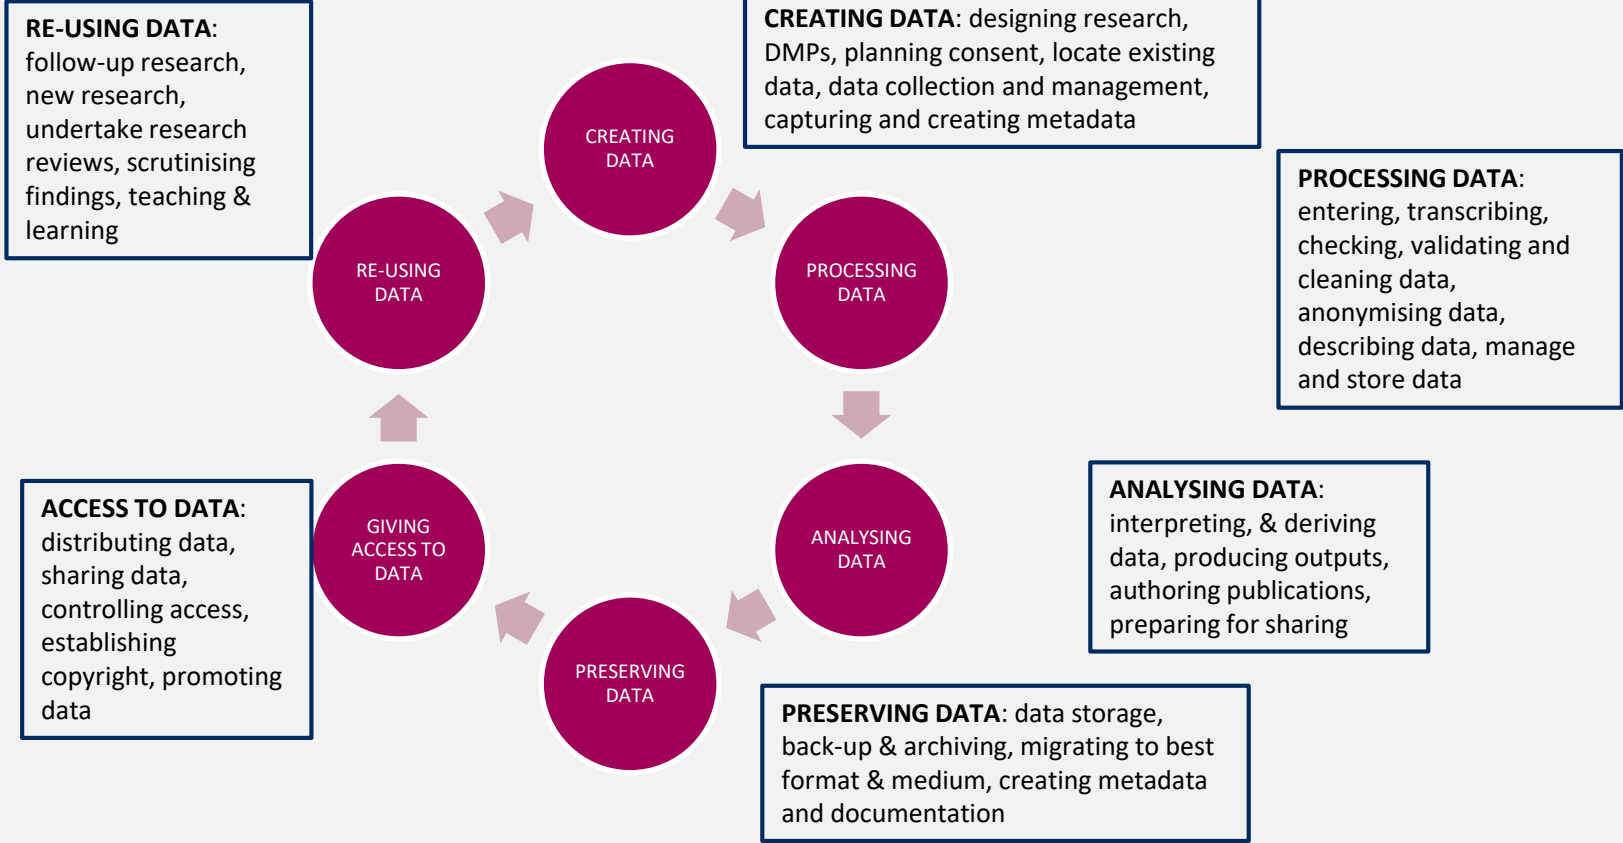 RE-USING DATA:
follow-up research,
new research,
undertake research
reviews, scrutinising
findings, teaching &
learning
CREATING DATA: designing research,
DMPs, planning consent, locate existing
data, data collection and management,
capturing and creating metadata
CREATING
DATA
PROCESSING DATA:
entering, transcribing,
checking, validating and
cleaning data,
anonymising data,
describing data, manage
and store data
RE-USING
DATA
PROCESSING
DATA
ACCESS TO DATA:
distributing data,
sharing data,
controlling access,
establishing
copyright, promoting
data
GIVING
ACCESS TO
DATA
ANALYSING
DATA
ANALYSING DATA:
interpreting, & deriving
data, producing outputs,
authoring publications,
preparing for sharing
PRESERVING
DATA
PRESERVING DATA: data storage,
back-up & archiving, migrating to best
format & medium, creating metadata
and documentation